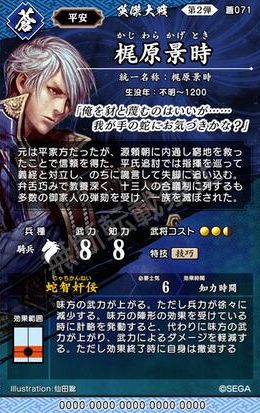 蒼
平安
英傑大戦
第2弾
蒼071
かじ わら かげ とき
梶原景時
統一名称:梶原景時
生没年:不明~1200
「俺を豺と蔑むのはいいが……
我が手の蛇にお気づきかな?」
元は平家方だったが、源頼朝に内通し窮地を救っ
たことで信頼を得た。平氏追討では指揮を巡って
義経と対立し、のちに讒言して失脚に追い込む。
弁舌巧みで教養深く、十三人の合議制に列するも
多数の御家人の弾劾を受け、一族を滅ぼされた。
兵種
武力
知力
武将コスト
騎兵
8
8
特技
技巧
じゃちかんねい
蛇智奸佞
必要士気
6
効果時間
知力時間
効果範囲
味方の武力が上がる。ただし兵力が徐々に
減少する。味方の陣形の効果を受けている
時に計略を発動すると、代わりに味方の武
力が上がり、武力によるダメージを軽減す
る。ただし効果終了時に自身は撤退する
Illustration:仙田聡
©SEGA
0000-0000-0000-0000-0000